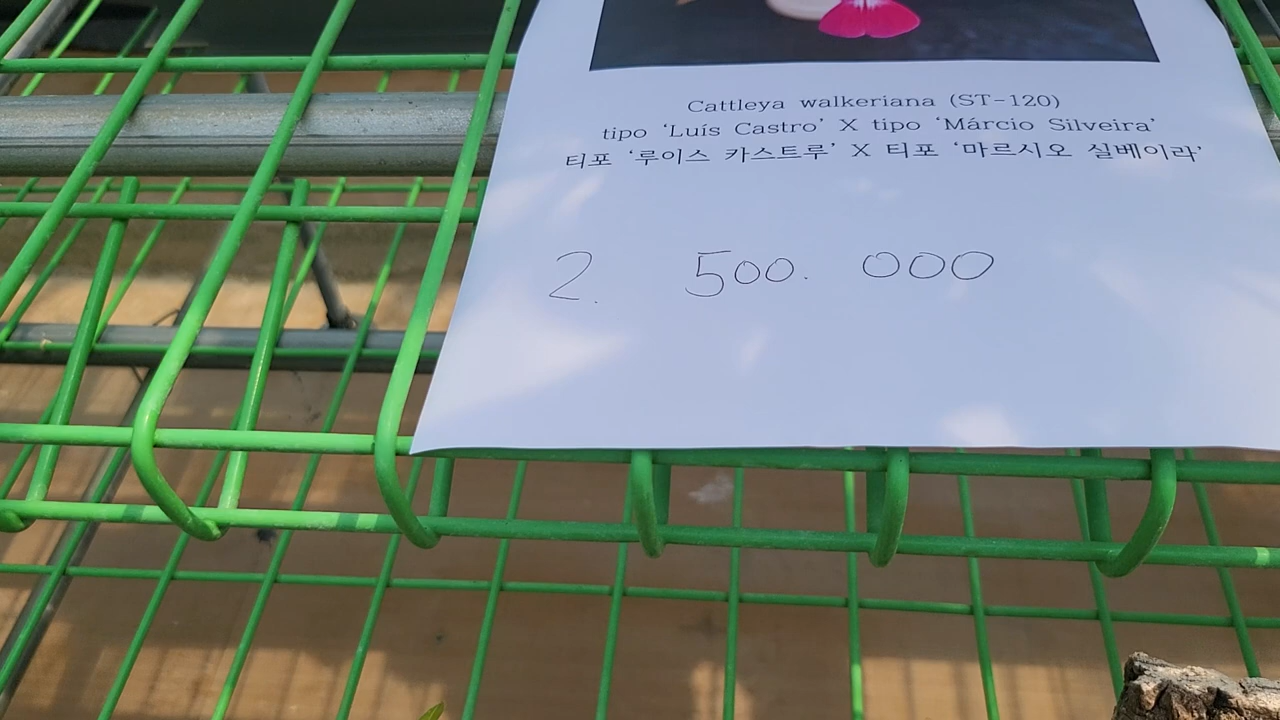 Cattleya walkeriana (ST-120)
tipo ‘Luís Castro’ X tipo ‘Márcio Silveira’
티포 ‘루이스 카스트루’ X 티포 ‘마르시오 실베이라’
2. 500. 000